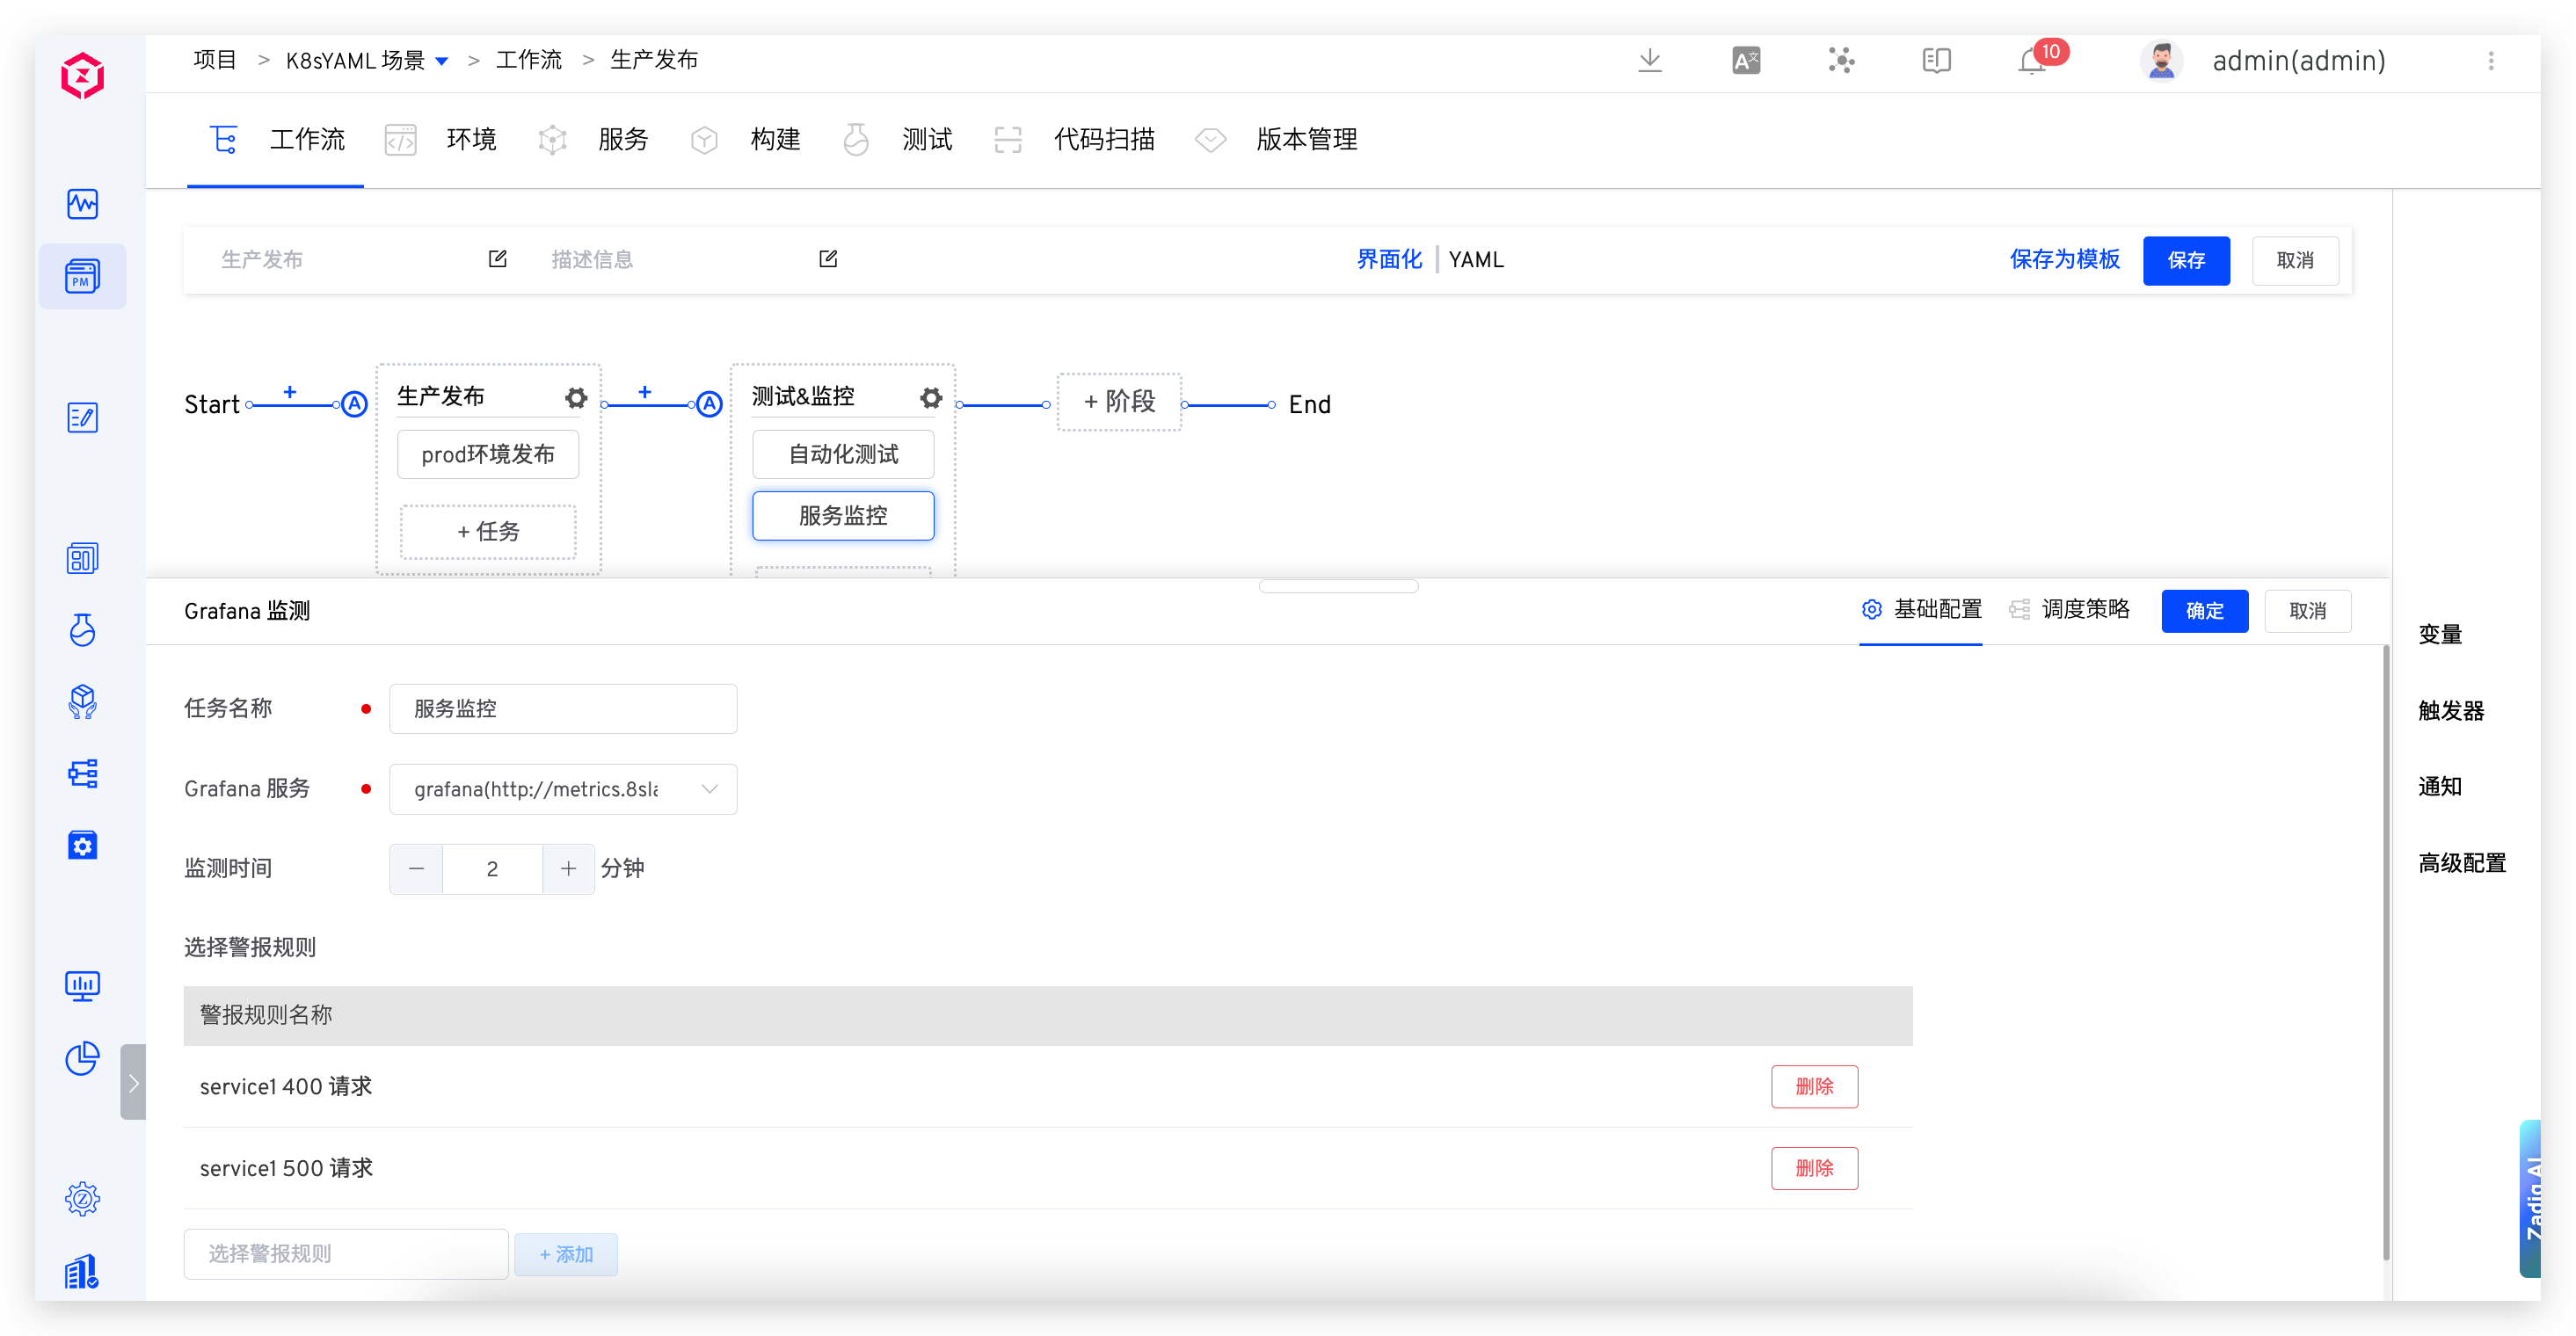 项目 > K8sYAML 场景 > 工作流 > 生产发布
10
admin(admin)
工作流 环境 服务 构建 测试 代码扫描 版本管理
PM
生产发布 描述信息 界面化 YAML 保存为模板 保存 取消
Start + A 生产发布 + A 测试&监控 + 阶段 End
prod环境发布 自动化测试
+ 任务 服务监控
Grafana 监测 基础配置 调度策略 确定 取消
变量
触发器
通知
高级配置
任务名称 服务监控
Grafana 服务 grafana(http://metrics.8sla
监测时间 − 2 + 分钟
选择警报规则
警报规则名称
service1 400 请求 删除
service1 500 请求 删除
选择警报规则 + 添加
Zadig AI